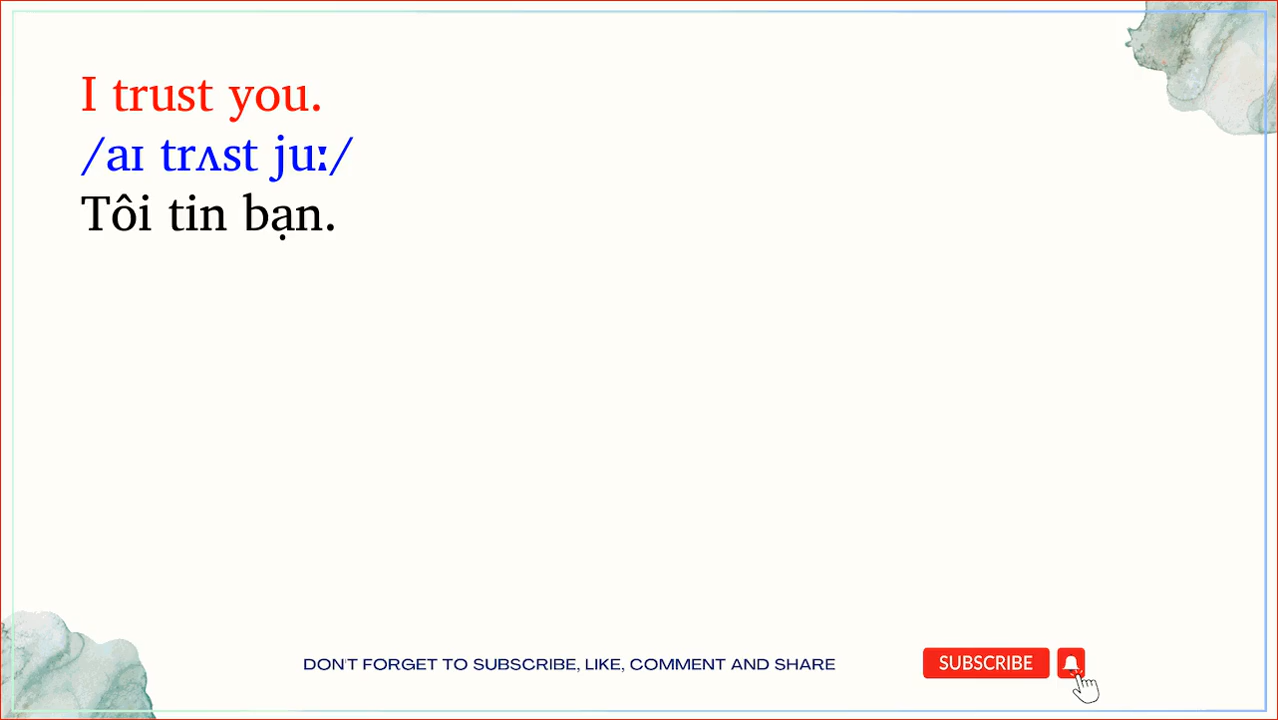 I trust you.
/aɪ trʌst juː/
Tôi tin bạn.
DON'T FORGET TO SUBSCRIBE, LIKE, COMMENT AND SHARE
SUBSCRIBE